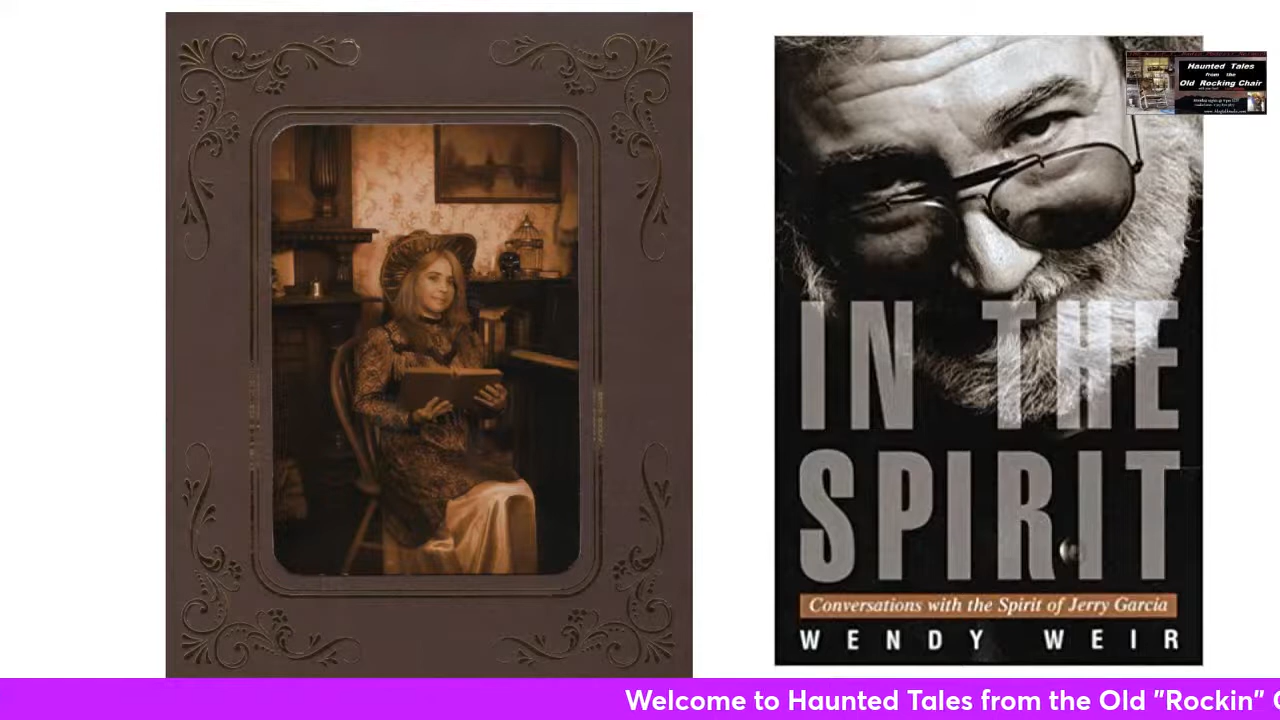 Haunted Tales
from the
Old Rocking Chair
IN THE
SPIRIT
Conversations with the Spirit of Jerry Garcia
WENDY WEIR
Welcome to Haunted Tales from the Old "Rockin" C